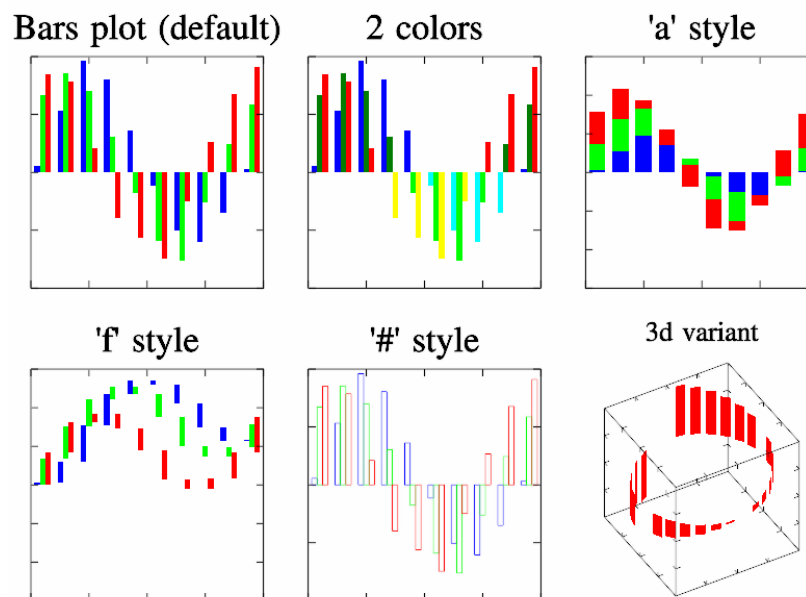 Bars plot (default)
2 colors
'a' style
'f' style
'#' style
3d variant